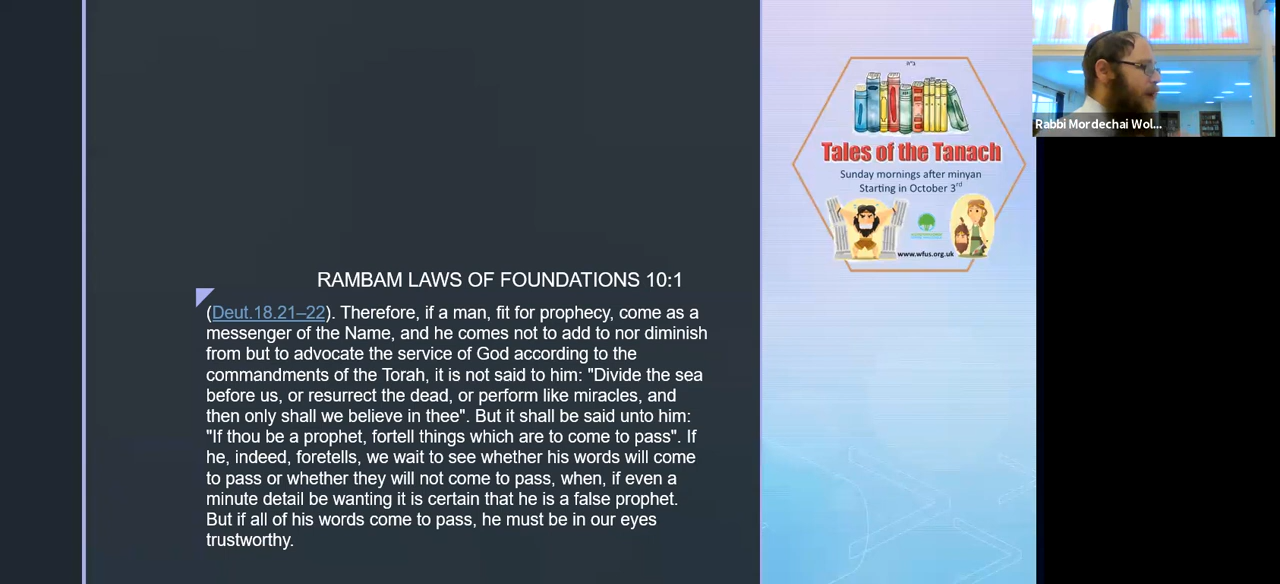 RAMBAM LAWS OF FOUNDATIONS 10:1
(Deut.18.21–22). Therefore, if a man, fit for prophecy, come as a
messenger of the Name, and he comes not to add to nor diminish
from but to advocate the service of God according to the
commandments of the Torah, it is not said to him: "Divide the sea
before us, or resurrect the dead, or perform like miracles, and
then only shall we believe in thee". But it shall be said unto him:
"If thou be a prophet, fortell things which are to come to pass". If
he, indeed, foretells, we wait to see whether his words will come
to pass or whether they will not come to pass, when, if even a
minute detail be wanting it is certain that he is a false prophet.
But if all of his words come to pass, he must be in our eyes
trustworthy.
בס"ד
Tales of the Tanach
Sunday mornings after minyan
Starting in October 3rd
www.wfus.org.uk
Rabbi Mordechai Wol...